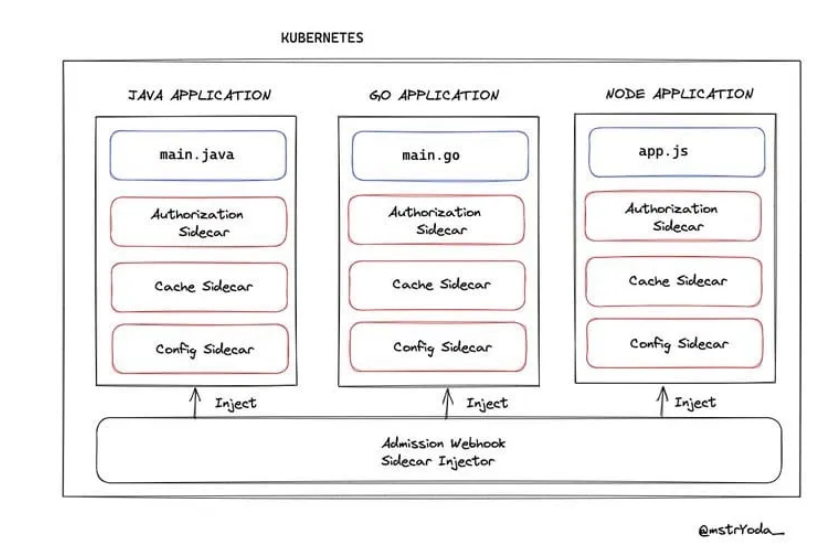 KUBERNETES
JAVA APPLICATION
GO APPLICATION
NODE APPLICATION
main.java
main.go
app.js
Authorization
Sidecar
Authorization
Sidecar
Authorization
Sidecar
Cache Sidecar
Cache Sidecar
Cache Sidecar
Config Sidecar
Config Sidecar
Config Sidecar
Inject
Inject
Inject
Admission Webhook
Sidecar Injector
@mstrYoda_